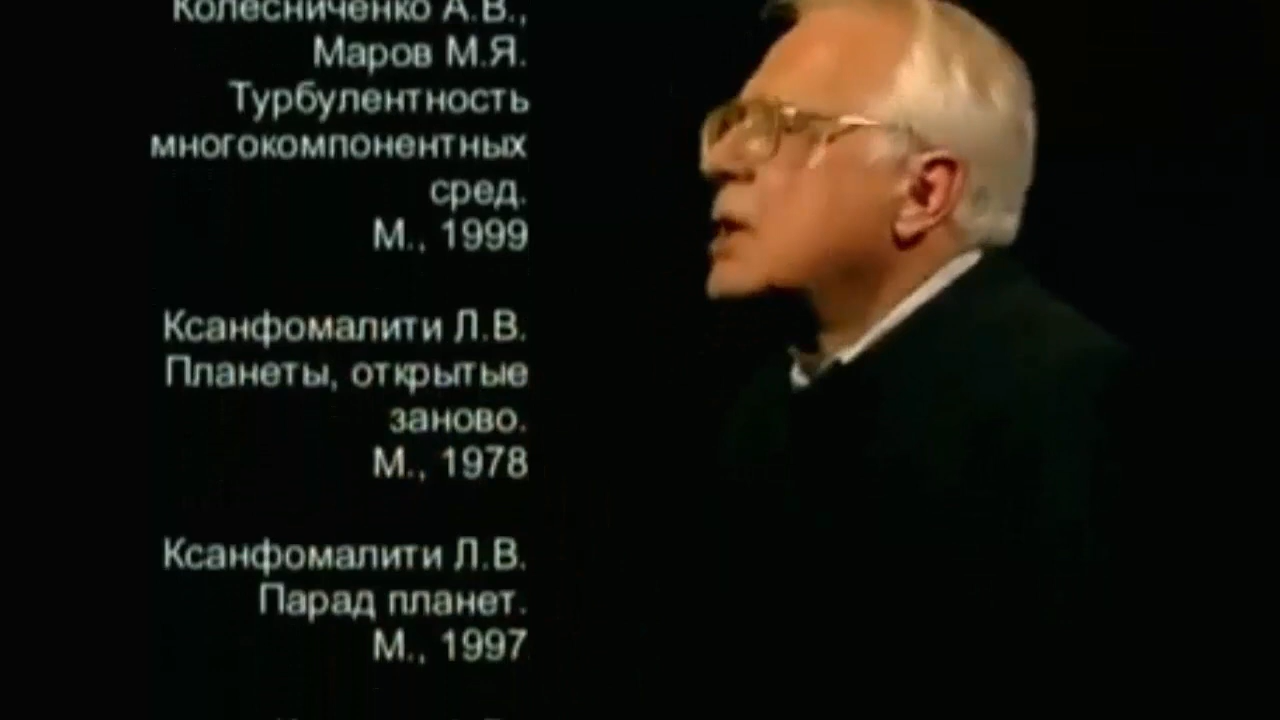 Колесниченко А.В.,
Маров М.Я.
Турбулентность
многокомпонентных
сред.
М., 1999
Ксанфомалити Л.В.
Планеты, открытые
заново.
М., 1978
Ксанфомалити Л.В.
Парад планет.
М., 1997